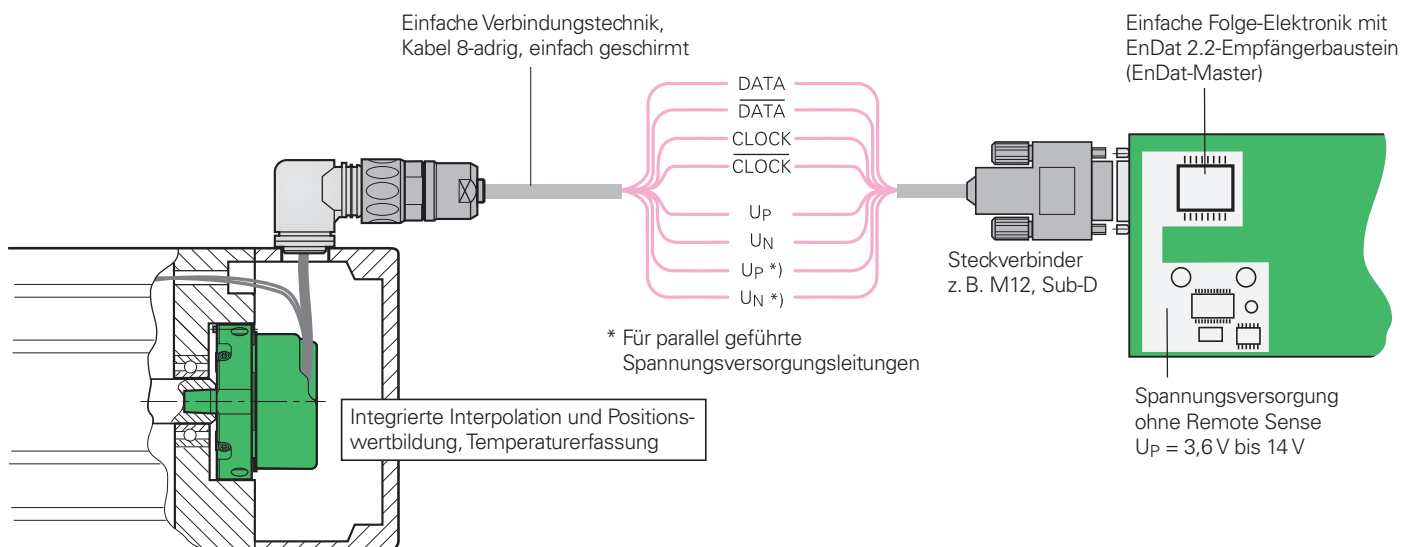 Einfache Verbindungstechnik,
Kabel 8-adrig, einfach geschirmt
Einfache Folge-Elektronik mit
EnDat 2.2-Empfängerbaustein
(EnDat-Master)
DATA
D̅A̅T̅A̅
CLOCK
C̅L̅O̅C̅K̅
UP
UN
UP *)
UN *)
Steckverbinder
z. B. M12, Sub-D
* Für parallel geführte
Spannungsversorgungsleitungen
Integrierte Interpolation und Positions-
wertbildung, Temperaturerfassung
Spannungsversorgung
ohne Remote Sense
UP = 3,6 V bis 14 V